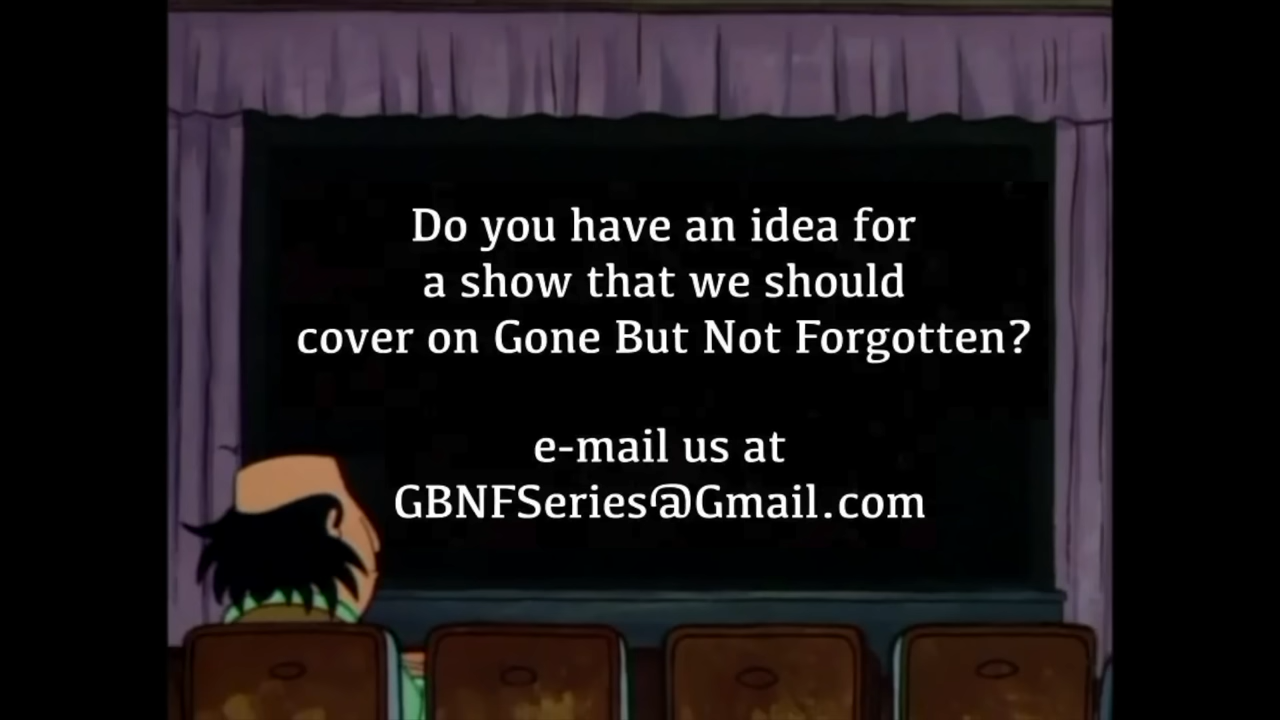 Do you have an idea for
a show that we should
cover on Gone But Not Forgotten?
e-mail us at
GBNFSeries@Gmail.com